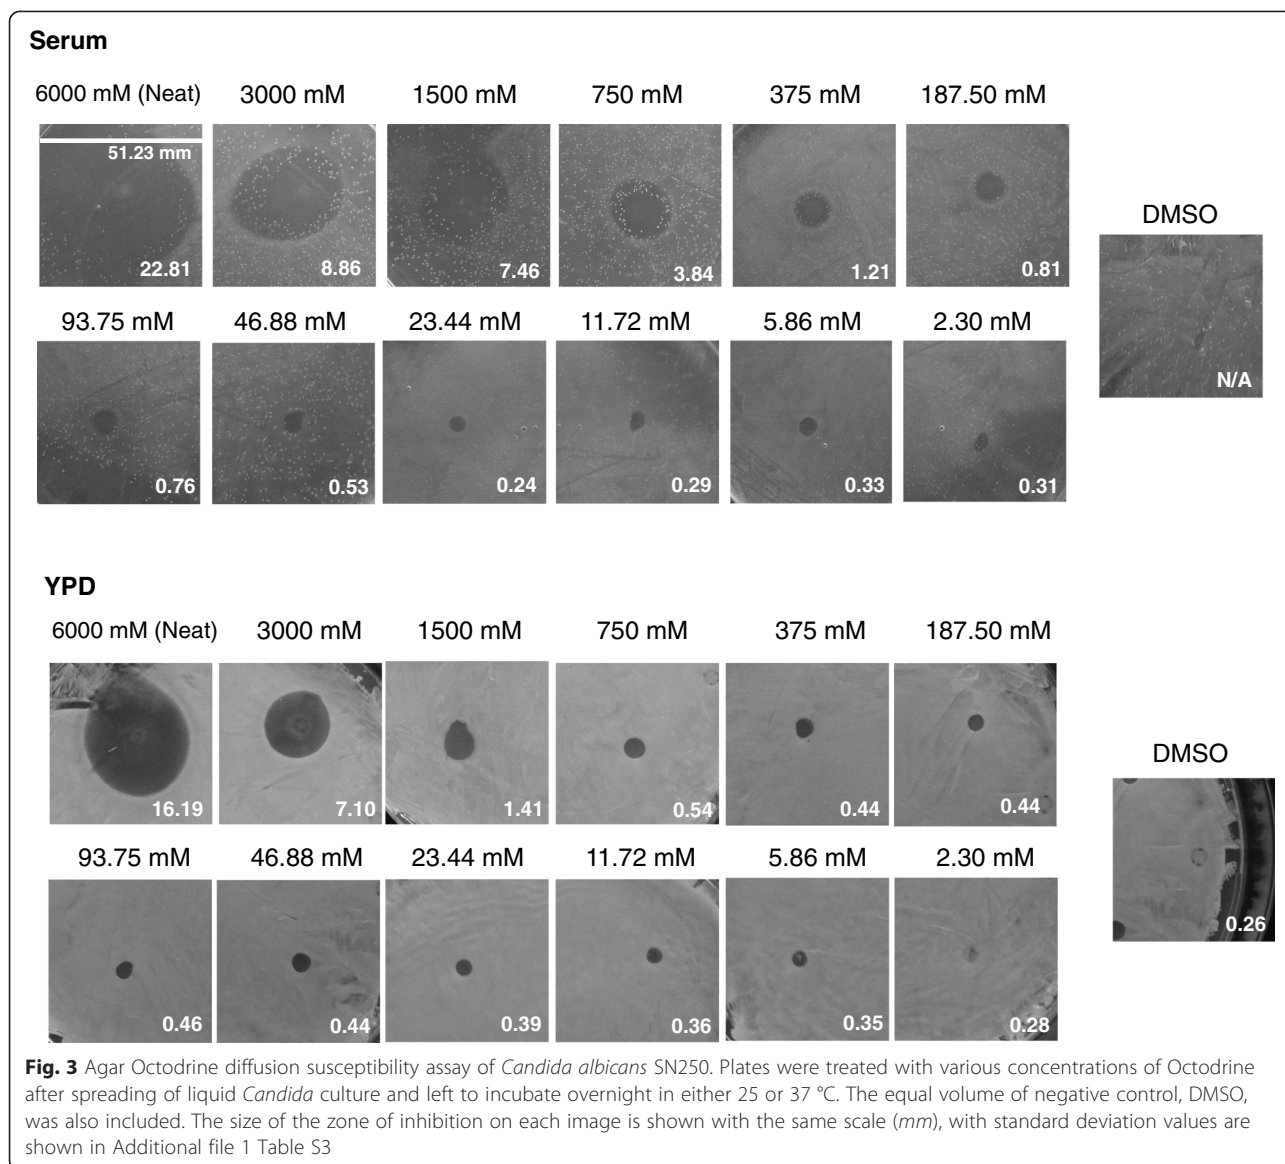 Serum
6000 mM (Neat) 3000 mM 1500 mM 750 mM 375 mM 187.50 mM
51.23 mm
22.81 8.86 7.46 3.84 1.21 0.81
DMSO
N/A
93.75 mM 46.88 mM 23.44 mM 11.72 mM 5.86 mM 2.30 mM
0.76 0.53 0.24 0.29 0.33 0.31
YPD
6000 mM (Neat) 3000 mM 1500 mM 750 mM 375 mM 187.50 mM
16.19 7.10 1.41 0.54 0.44 0.44
DMSO
0.26
93.75 mM 46.88 mM 23.44 mM 11.72 mM 5.86 mM 2.30 mM
0.46 0.44 0.39 0.36 0.35 0.28
Fig. 3 Agar Octodrine diffusion susceptibility assay of Candida albicans SN250. Plates were treated with various concentrations of Octodrine
after spreading of liquid Candida culture and left to incubate overnight in either 25 or 37 °C. The equal volume of negative control, DMSO,
was also included. The size of the zone of inhibition on each image is shown with the same scale (mm), with standard deviation values are
shown in Additional file 1 Table S3